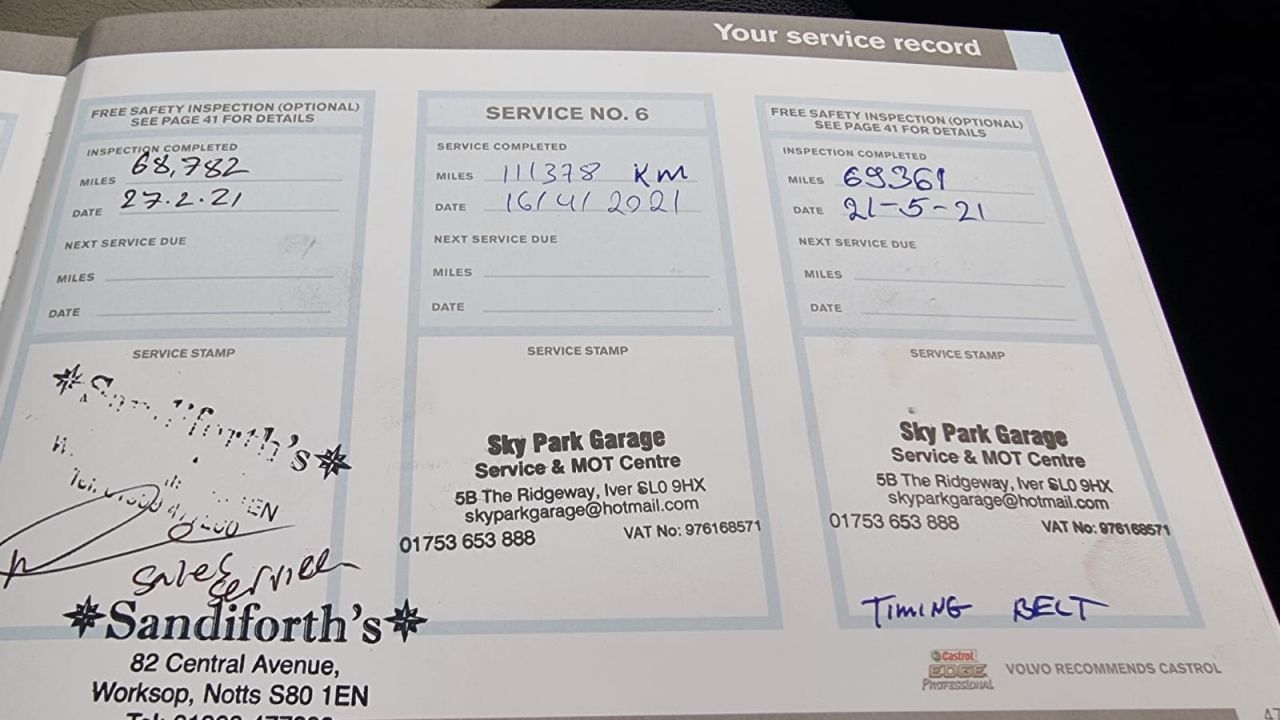 Your service record
FREE SAFETY INSPECTION (OPTIONAL)
SEE PAGE 41 FOR DETAILS
INSPECTION COMPLETED
MILES 68,782
DATE 27.2.21
NEXT SERVICE DUE
MILES
DATE
SERVICE STAMP
Sandiforth's
EN
Sales Service
Sandiforth's
82 Central Avenue,
Worksop, Notts S80 1EN
SERVICE NO. 6
SERVICE COMPLETED
MILES 111378 KM
DATE 16/4/2021
NEXT SERVICE DUE
MILES
DATE
SERVICE STAMP
Sky Park Garage
Service & MOT Centre
5B The Ridgeway, Iver SL0 9HX
skyparkgarage@hotmail.com
01753 653 888 VAT No: 976168571
FREE SAFETY INSPECTION (OPTIONAL)
SEE PAGE 41 FOR DETAILS
INSPECTION COMPLETED
MILES 69361
DATE 21-5-21
NEXT SERVICE DUE
MILES
DATE
SERVICE STAMP
Sky Park Garage
Service & MOT Centre
5B The Ridgeway, Iver SL0 9HX
skyparkgarage@hotmail.com
01753 653 888 VAT No: 976168571
TIMING BELT
Castrol
EDGE
PROFESSIONAL
VOLVO RECOMMENDS CASTROL